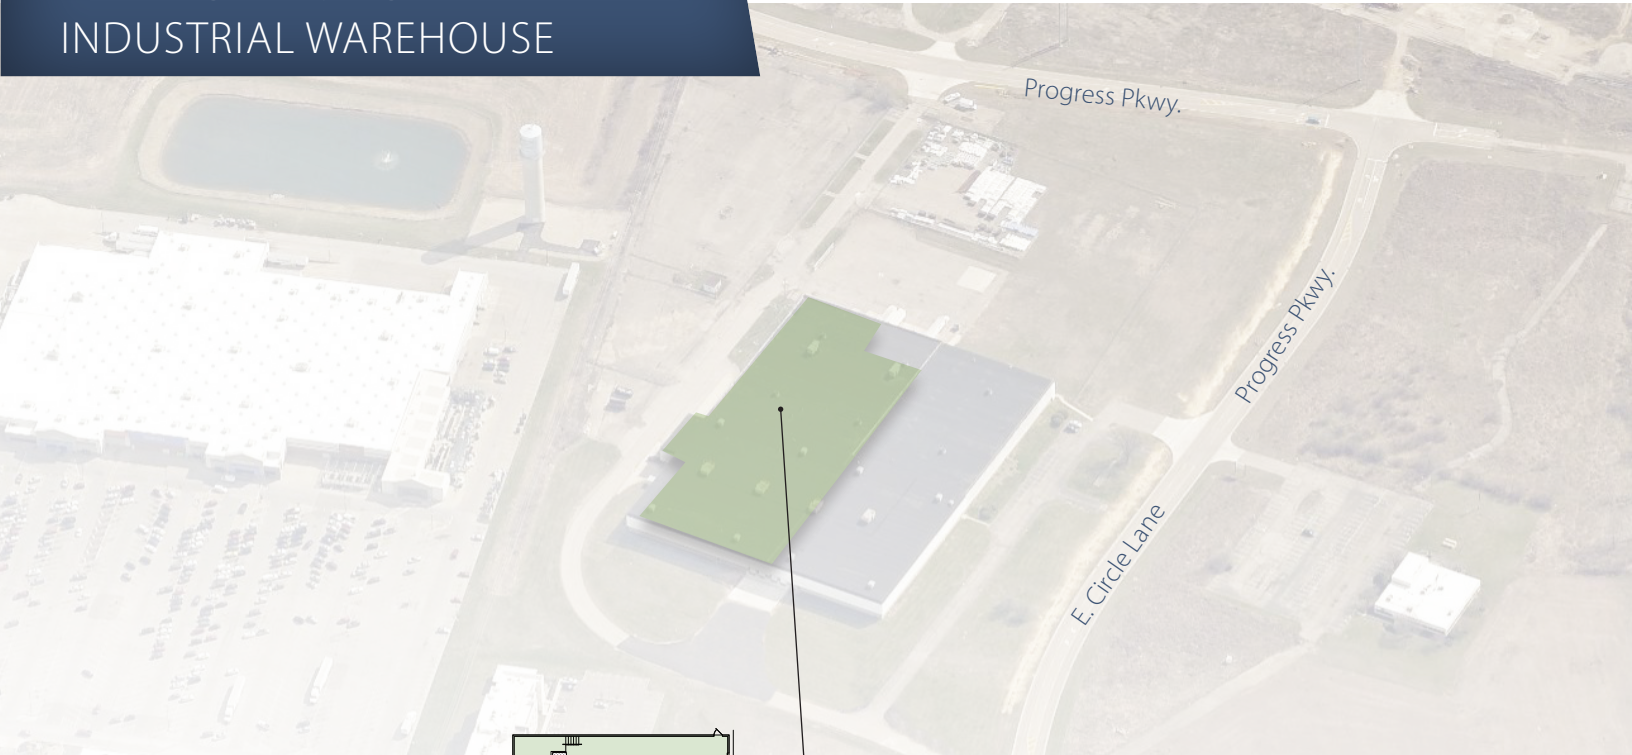 INDUSTRIAL WAREHOUSE
Progress Pkwy.
Progress Pkwy.
E. Circle Lane